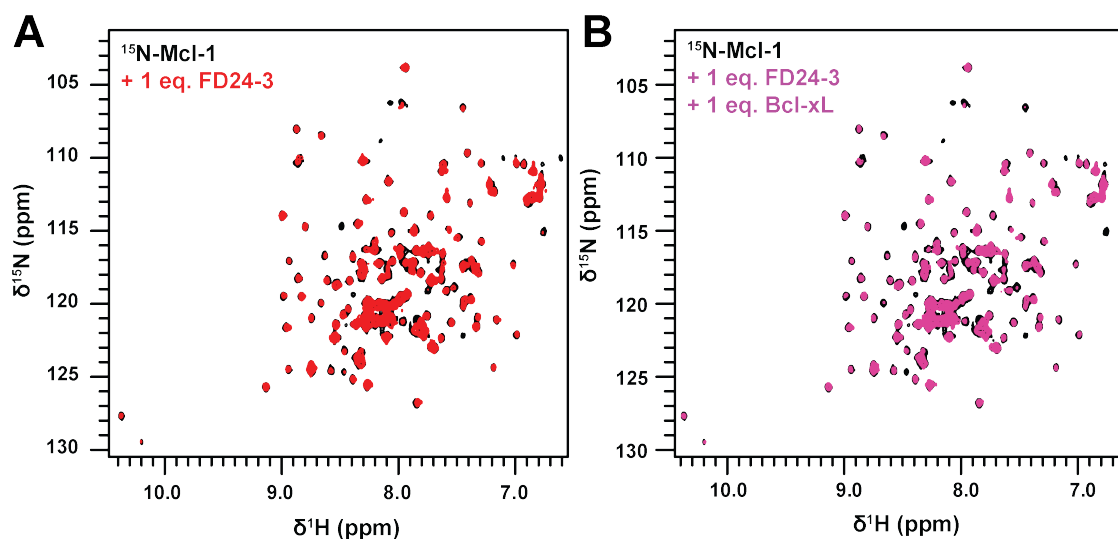 A
¹⁵N-Mcl-1
+ 1 eq. FD24-3
105
110
115
120
125
130
δ¹⁵N (ppm)
10.0 9.0 8.0 7.0
δ¹H (ppm)
B
¹⁵N-Mcl-1
+ 1 eq. FD24-3
+ 1 eq. Bcl-xL
105
110
115
120
125
130
δ¹⁵N (ppm)
10.0 9.0 8.0 7.0
δ¹H (ppm)